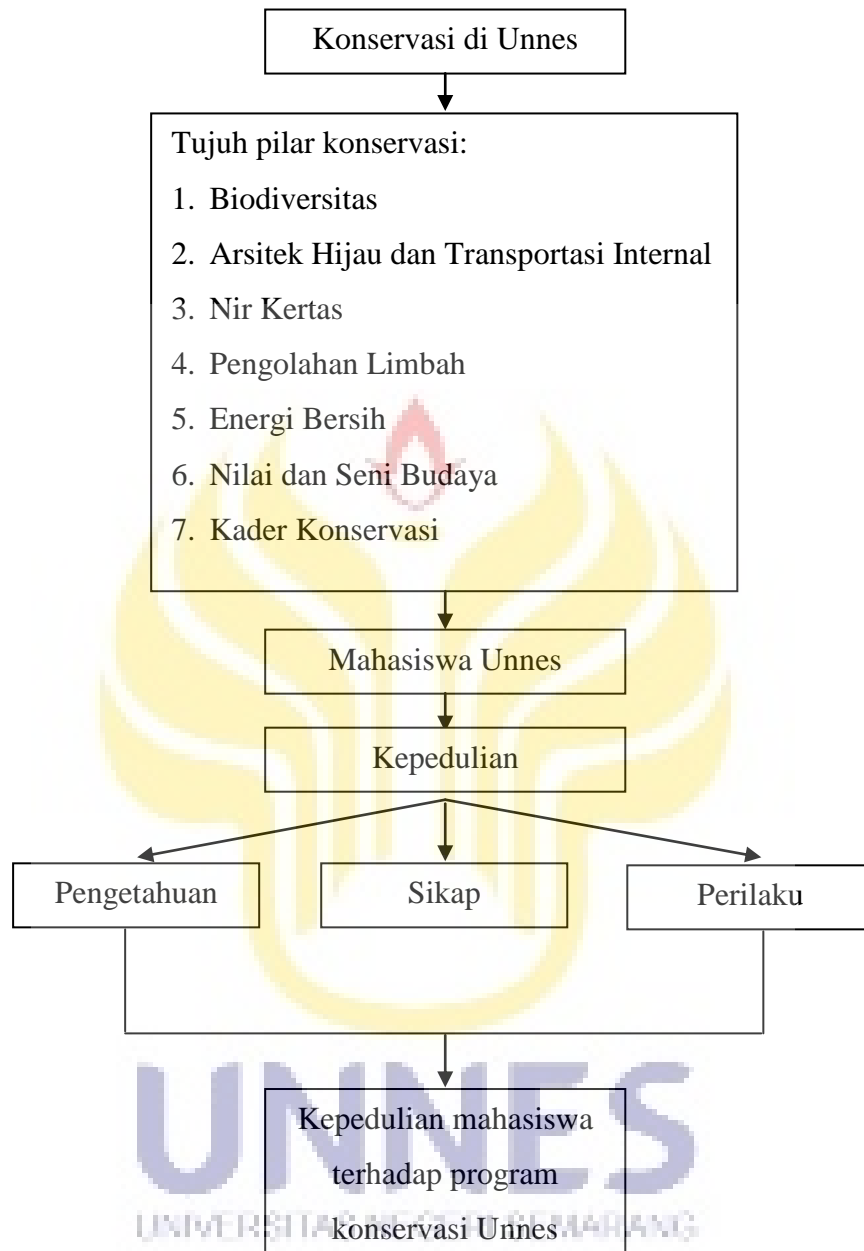 Konservasi di Unnes
Tujuh pilar konservasi:
1. Biodiversitas
2. Arsitek Hijau dan Transportasi Internal
3. Nir Kertas
4. Pengolahan Limbah
5. Energi Bersih
6. Nilai dan Seni Budaya
7. Kader Konservasi
Mahasiswa Unnes
Kepedulian
Pengetahuan
Sikap
Perilaku
Kepedulian mahasiswa
terhadap program
konservasi Unnes
UNNES
UNIVERSITAS NEGERI SEMARANG